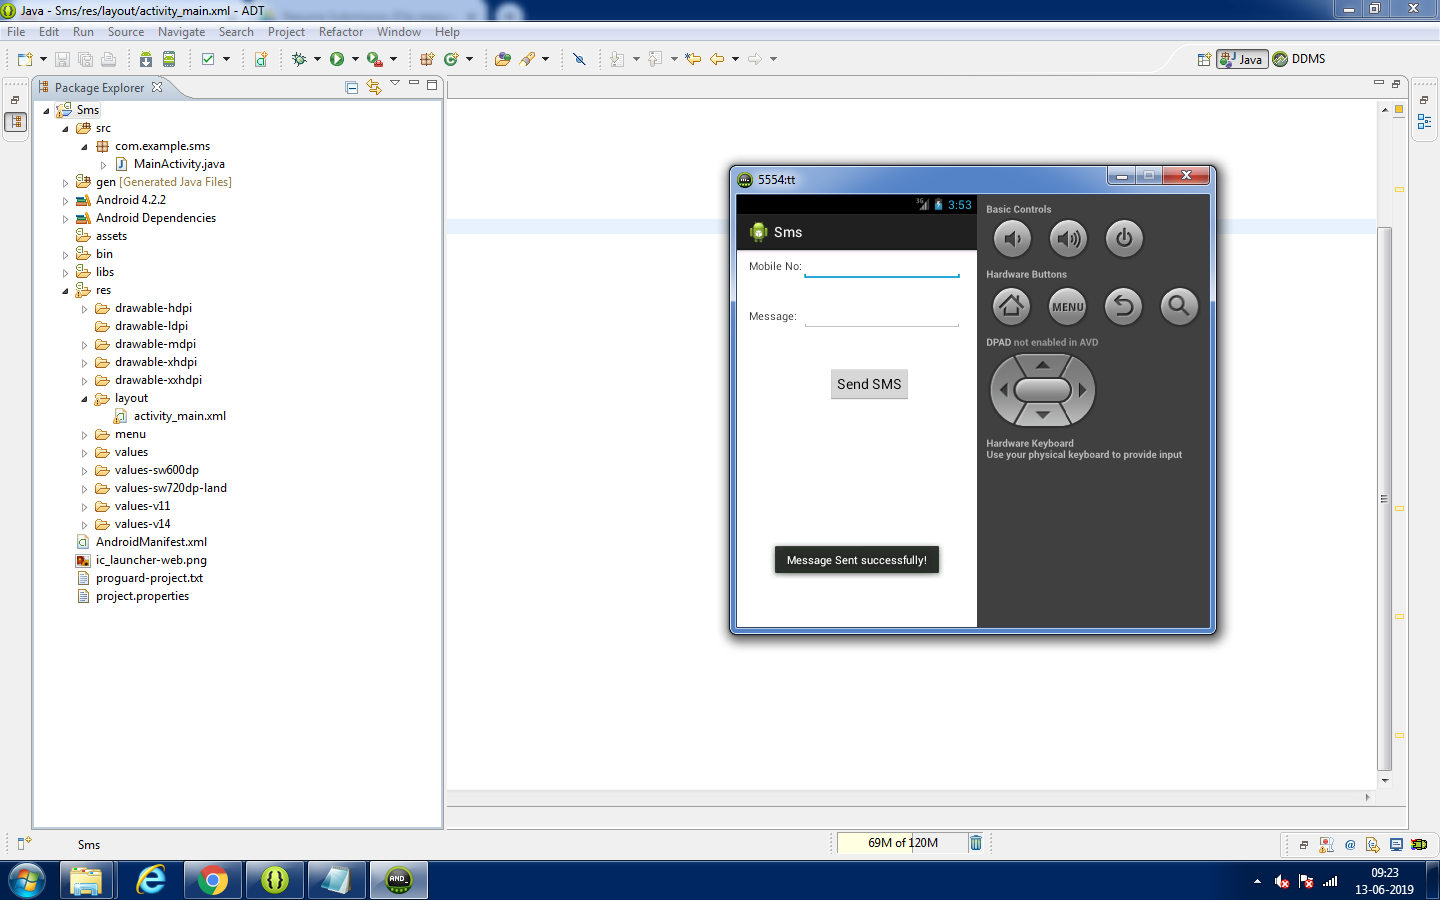 Java - Sms/res/layout/activity_main.xml - ADT
File Edit Run Source Navigate Search Project Refactor Window Help
Java DDMS
Package Explorer
Sms
src
com.example.sms
MainActivity.java
gen [Generated Java Files]
Android 4.2.2
Android Dependencies
assets
bin
libs
res
drawable-hdpi
drawable-ldpi
drawable-mdpi
drawable-xhdpi
drawable-xxhdpi
layout
activity_main.xml
menu
values
values-sw600dp
values-sw720dp-land
values-v11
values-v14
AndroidManifest.xml
ic_launcher-web.png
proguard-project.txt
project.properties
5554:tt
3G 3:53
Sms
Mobile No:
Message:
Send SMS
Message Sent successfully!
Basic Controls
Hardware Buttons
MENU
DPAD not enabled in AVD
Hardware Keyboard
Use your physical keyboard to provide input
Sms
69M of 120M
AND_
09:23
13-06-2019